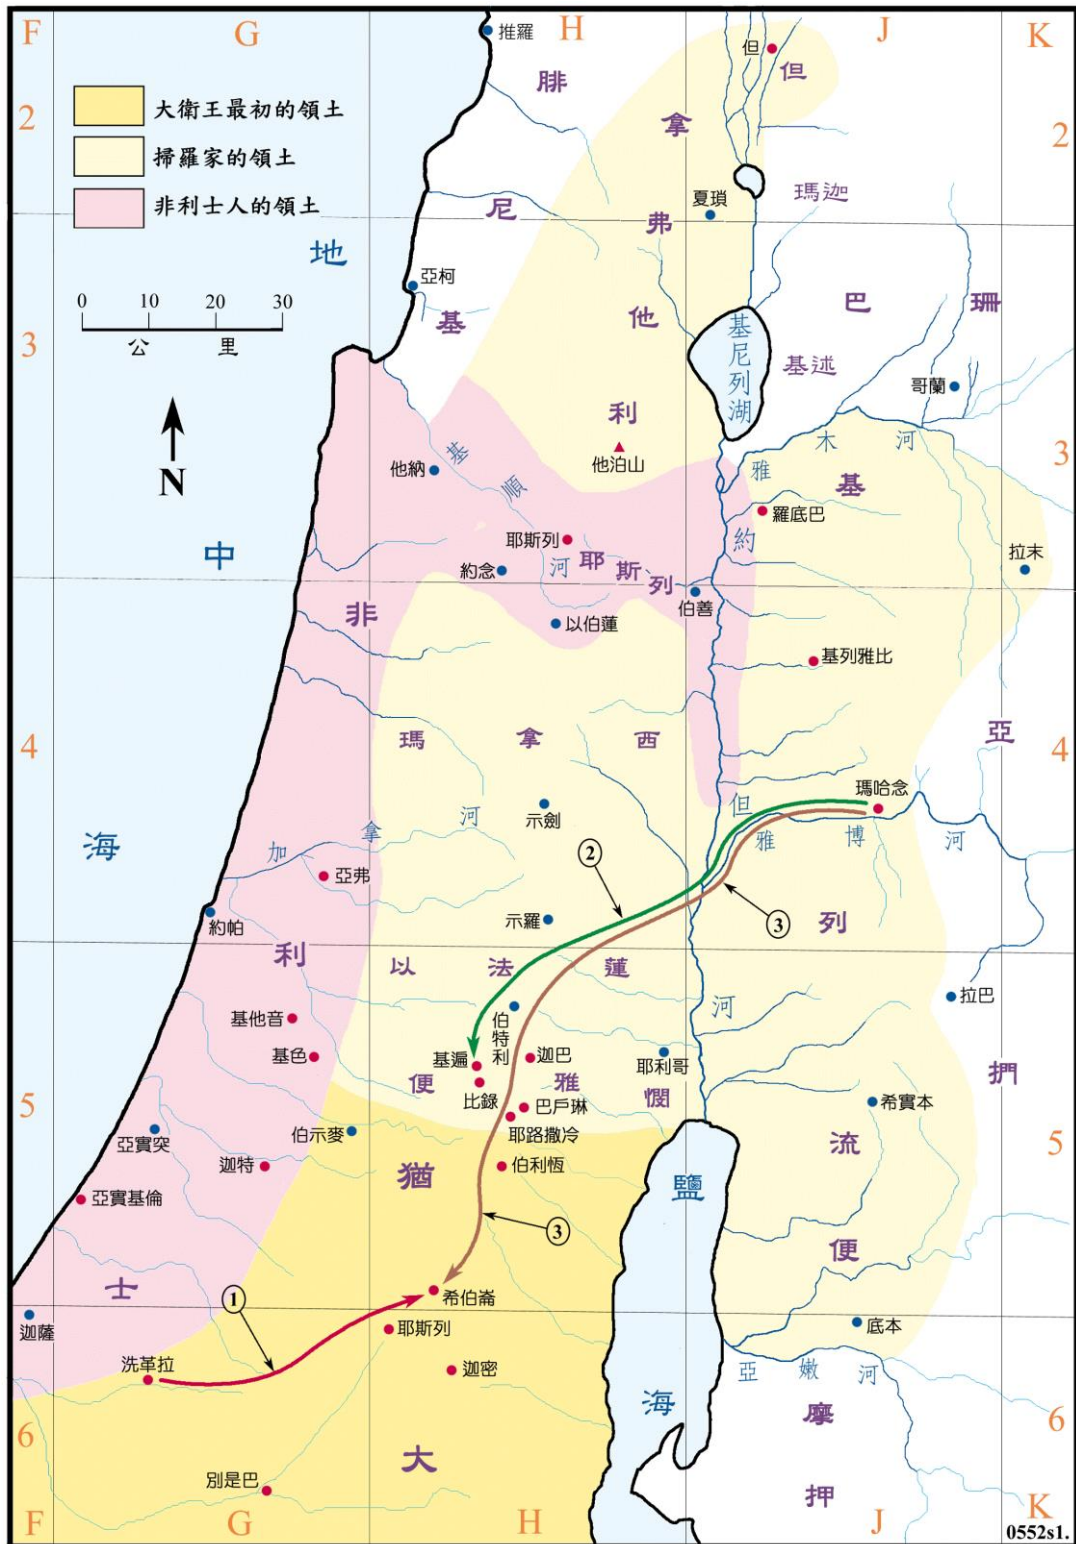 F G H J K
推羅
但
但
腓
2
大衛王最初的領土
拿
2
掃羅家的領土
瑪迦
夏瑣
非利士人的領土
尼
弗
地
亞柯
0 10 20 30
公里
基
他
巴珊
3
基尼列湖
基述
哥蘭
利
木河
3
他泊山
雅
N
他納
基順
基
羅底巴
耶斯列
約
中
約念
河
耶斯列
拉末
伯善
非
以伯蓮
基列雅比
4
瑪拿西
亞
4
瑪哈念
示劍
但
海
加拿河
雅博河
②
亞弗
約帕
示羅
③
列
利
以法蓮
拉巴
伯特利
河
基他音
基色
基遍
迦巴
耶利哥
捫
比錄
便雅憫
5
巴戶琳
希實本
亞實突
伯示麥
耶路撒冷
流
5
迦特
猶
伯利恆
鹽
亞實基倫
③
便
士
①
希伯崙
迦薩
耶斯列
底本
洗革拉
迦密
亞嫩河
海
摩
6
大
6
別是巴
押
F G H J K
0552s1.